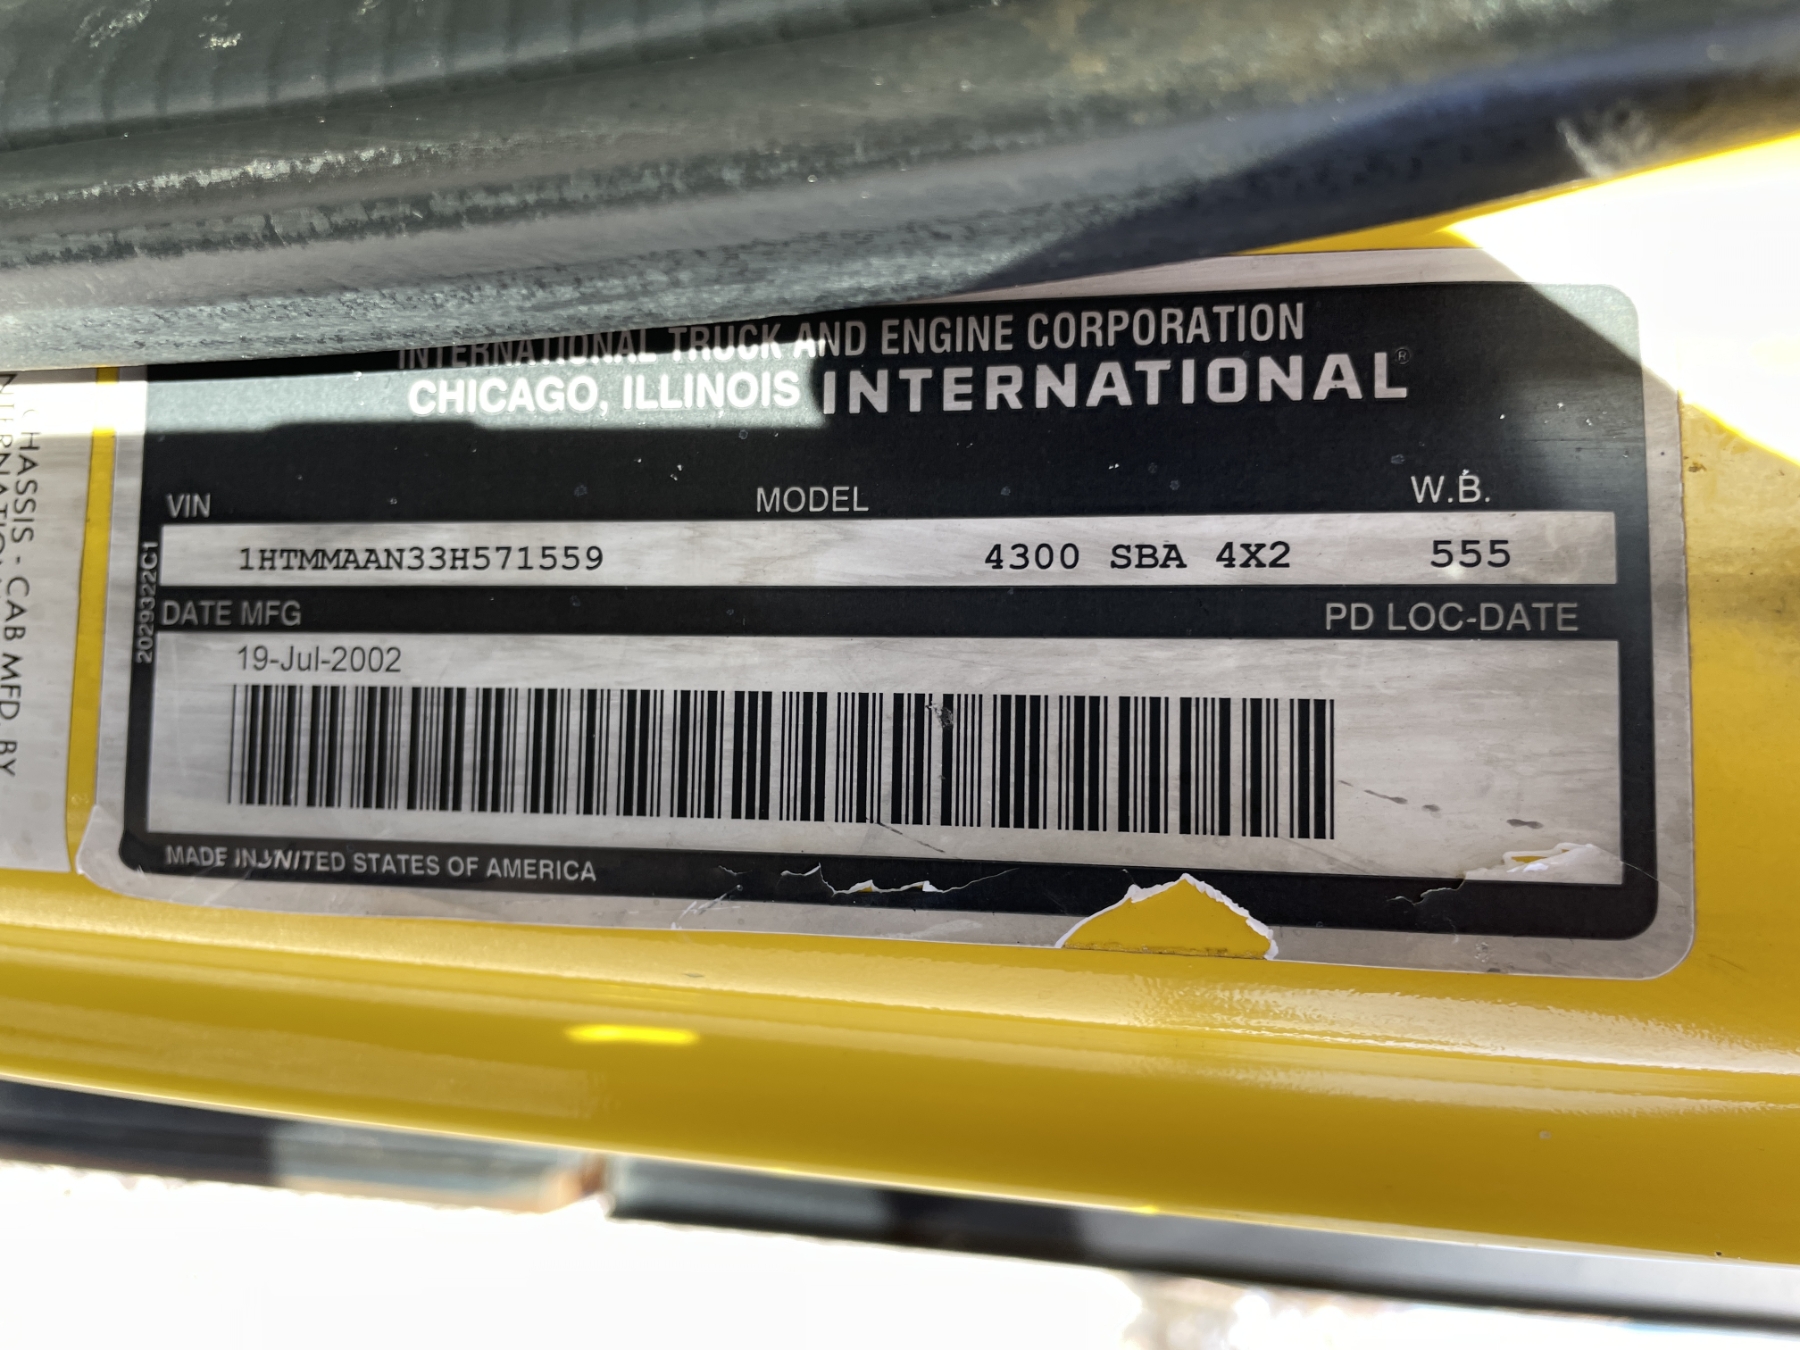 INTERNATIONAL TRUCK AND ENGINE CORPORATION
CHICAGO, ILLINOIS INTERNATIONAL®
VIN MODEL W.B.
1HTMMAAN33H571559 4300 SBA 4X2 555
DATE MFG PD LOC-DATE
19-Jul-2002
MADE IN UNITED STATES OF AMERICA
2029322C1
CHASSIS - CAB MFD BY